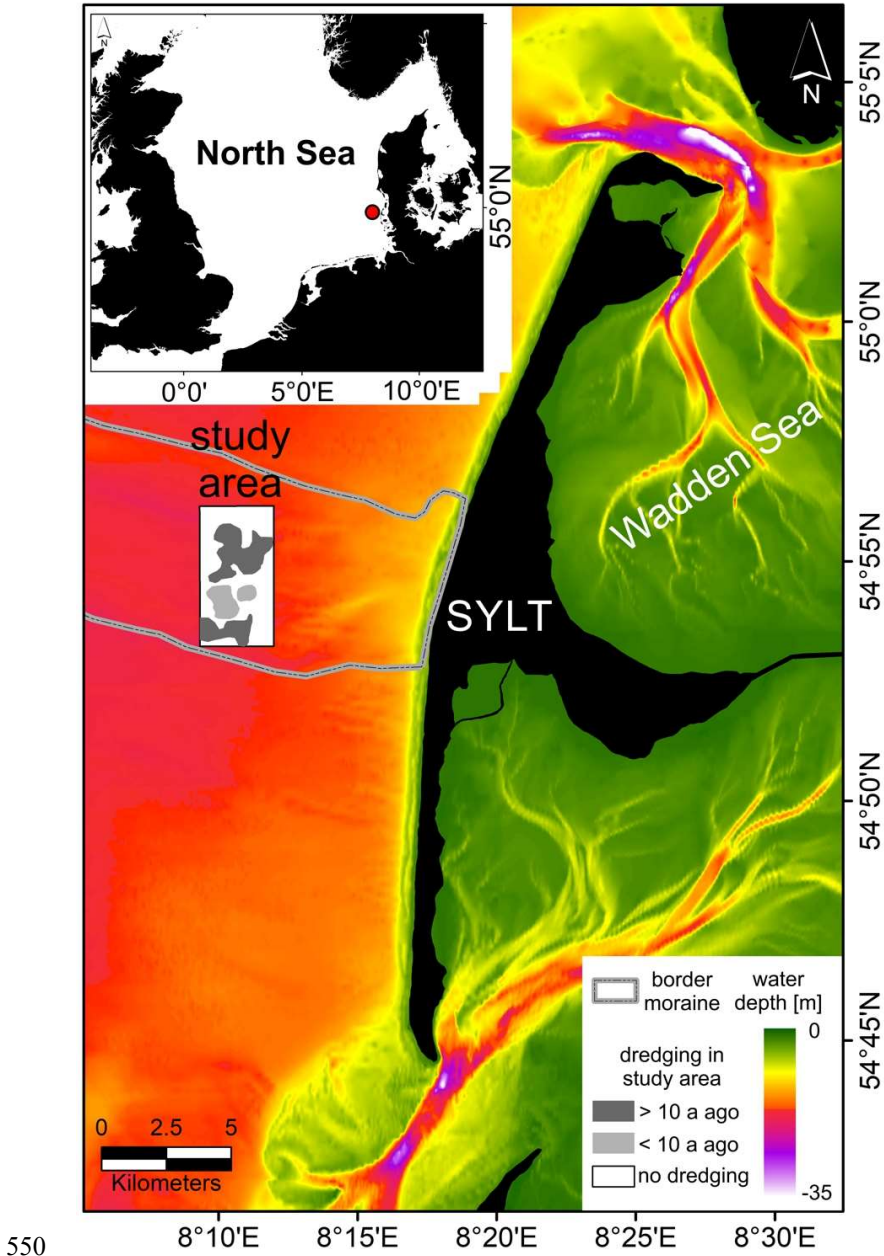 N
North Sea
55°0'N
0°0'
5°0'E
10°0'E
N
55°5'N
55°0'N
54°55'N
54°50'N
54°45'N
study
area
Wadden Sea
SYLT
border
moraine
water
depth [m]
0
-35
dredging in
study area
> 10 a ago
< 10 a ago
no dredging
0 2.5 5
Kilometers
550
8°10'E
8°15'E
8°20'E
8°25'E
8°30'E